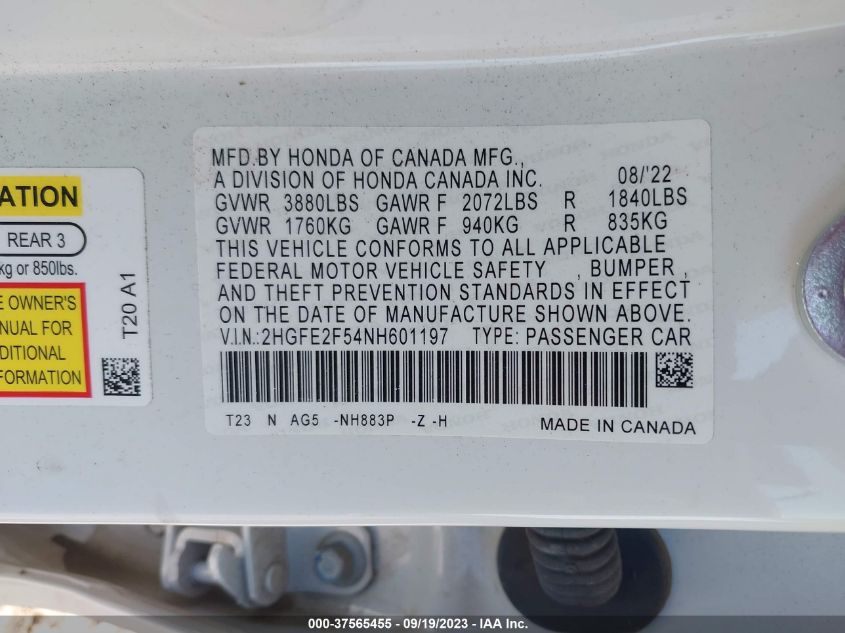 ATION
REAR 3
kg or 850lbs.
E OWNER'S
NUAL FOR
DITIONAL
FORMATION
T20 A1
MFD.BY HONDA OF CANADA MFG.,
A DIVISION OF HONDA CANADA INC. 08/'22
GVWR 3880LBS GAWR F 2072LBS R 1840LBS
GVWR 1760KG GAWR F 940KG R 835KG
THIS VEHICLE CONFORMS TO ALL APPLICABLE
FEDERAL MOTOR VEHICLE SAFETY , BUMPER ,
AND THEFT PREVENTION STANDARDS IN EFFECT
ON THE DATE OF MANUFACTURE SHOWN ABOVE.
V.I.N.:2HGFE2F54NH601197 TYPE: PASSENGER CAR
T23 N AG5 -NH883P -Z -H MADE IN CANADA
000-37565455 - 09/19/2023 - IAA Inc.